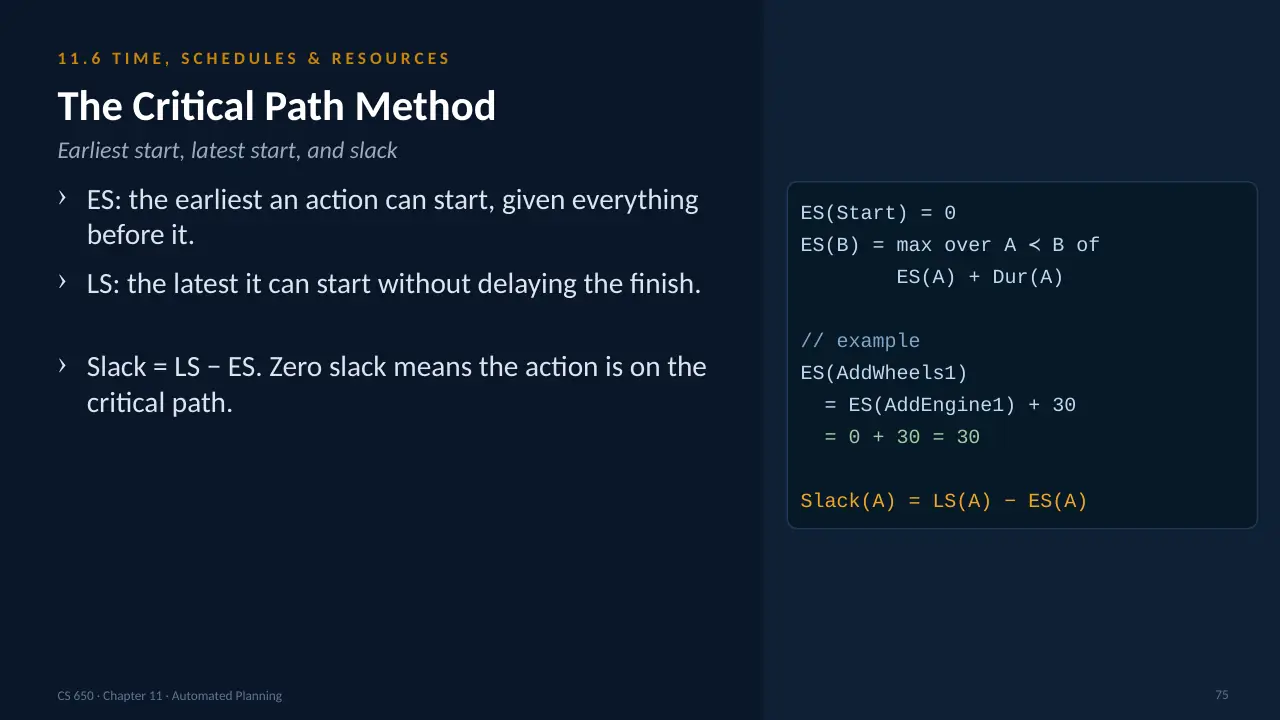 11.6 TIME, SCHEDULES & RESOURCES
The Critical Path Method
Earliest start, latest start, and slack
› ES: the earliest an action can start, given everything
before it.
› LS: the latest it can start without delaying the finish.
› Slack = LS − ES. Zero slack means the action is on the
critical path.
ES(Start) = 0
ES(B) = max over A ≺ B of
ES(A) + Dur(A)
// example
ES(AddWheels1)
= ES(AddEngine1) + 30
= 0 + 30 = 30
Slack(A) = LS(A) − ES(A)
CS 650 · Chapter 11 · Automated Planning
75